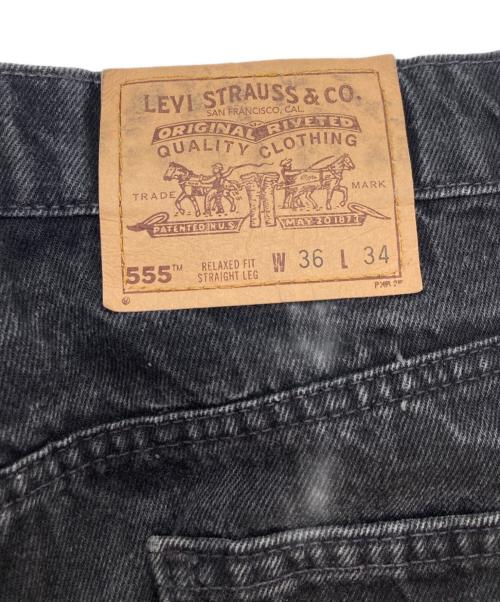 LEVI STRAUSS & CO.
SAN FRANCISCO, CAL.
ORIGINAL RIVETED
QUALITY CLOTHING
TRADE MARK
PATENTED IN U.S. MAY 20 1873
555™ RELAXED FIT STRAIGHT LEG W 36 L 34
®